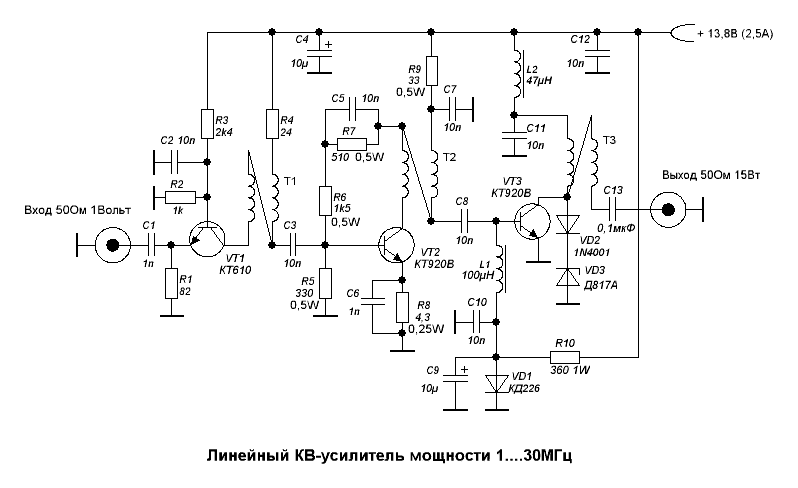 + 13,8В (2,5А)
C4
10µ
+
C12
10n
R9
33
0,5W
C7
10n
L2
47µH
C5
10n
R7
510 0,5W
R3
2k4
R4
24
C2 10n
C11
10n
T1
T2
T3
R2
1k
R6
1k5
0,5W
VT3
КТ920В
Выход 50Ом 15Вт
C13
0,1мкФ
Вход 50Ом 1Вольт
C1
1n
C3
10n
C8
10n
VT1
КТ610
VT2
КТ920В
VD2
1N4001
VD3
Д817А
R1
82
R5
330
0,5W
C6
1n
R8
4,3
0,25W
L1
100µH
C10
10n
R10
360 1W
C9
10µ
+
VD1
КД226
Линейный КВ-усилитель мощности 1....30МГц